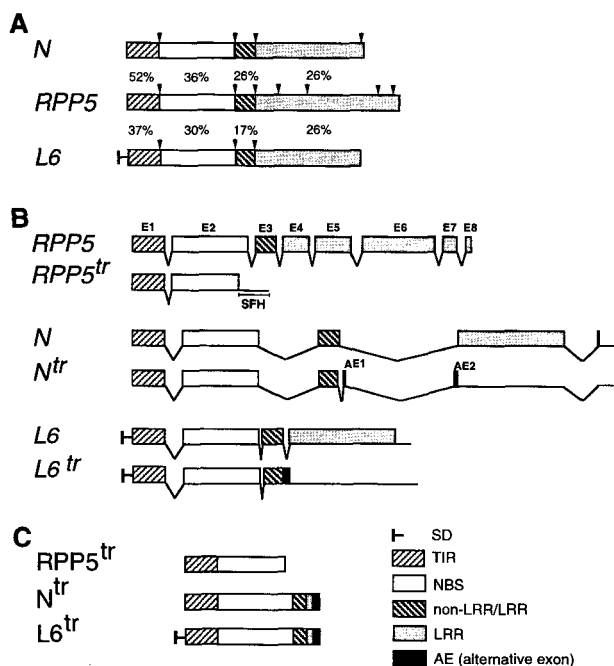 A
N
52% 36% 26% 26%
RPP5
37% 30% 17% 26%
L6
B
E1 E2 E3 E4 E5 E6 E7 E8
RPP5
RPP5tr
SFH
N
Ntr AE1 AE2
L6
L6 tr
C
RPP5tr
Ntr
L6tr
SD
TIR
NBS
non-LRR/LRR
LRR
AE (alternative exon)